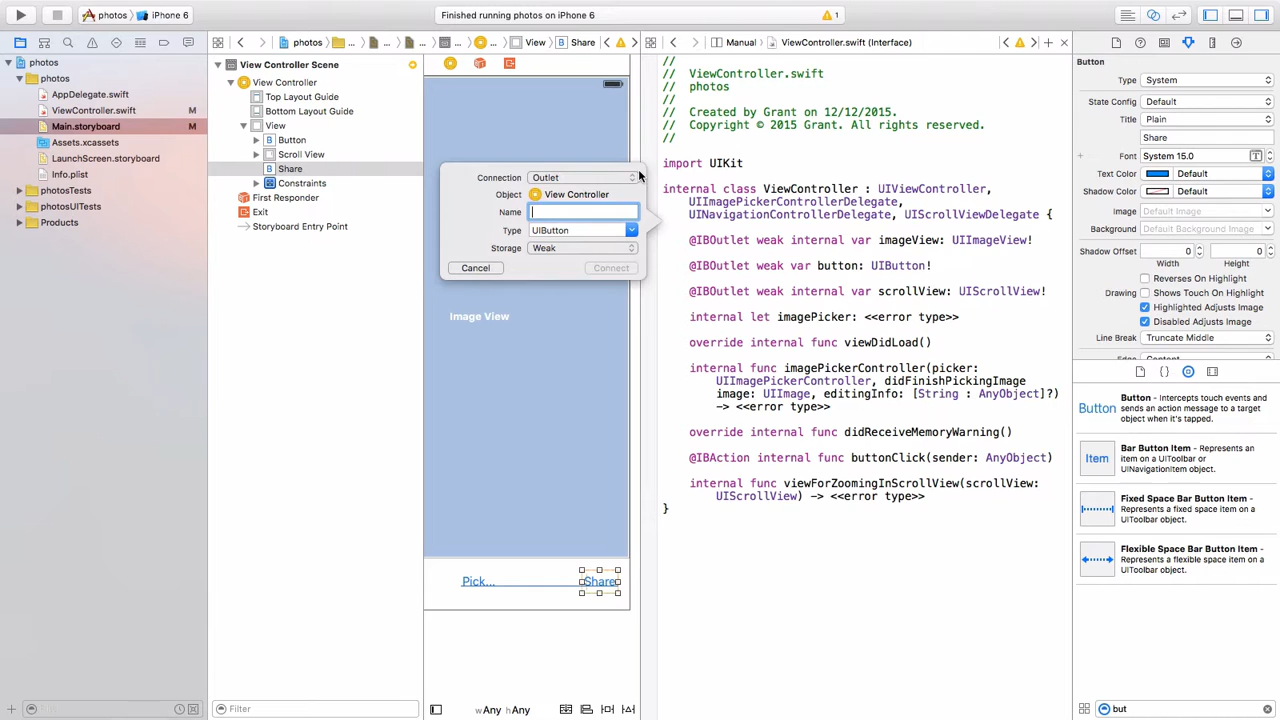 photos
iPhone 6
Finished running photos on iPhone 6
1
photos
View
Share
Manual
ViewController.swift (Interface)
photos
photos
AppDelegate.swift
ViewController.swift M
Main.storyboard M
Assets.xcassets
LaunchScreen.storyboard
Info.plist
photosTests
photosUITests
Products
View Controller Scene
View Controller
Top Layout Guide
Bottom Layout Guide
View
Button
Scroll View
Share
Constraints
First Responder
Exit
Storyboard Entry Point
Connection Outlet
Object View Controller
Name
Type UIButton
Storage Weak
Cancel Connect
Image View
Pick...
Share
wAny hAny
//
// ViewController.swift
// photos
//
// Created by Grant on 12/12/2015.
// Copyright © 2015 Grant. All rights reserved.
//
import UIKit
internal class ViewController : UIViewController,
UIImagePickerControllerDelegate,
UINavigationControllerDelegate, UIScrollViewDelegate {
@IBOutlet weak internal var imageView: UIImageView!
@IBOutlet weak var button: UIButton!
@IBOutlet weak internal var scrollView: UIScrollView!
internal let imagePicker: <<error type>>
override internal func viewDidLoad()
internal func imagePickerController(picker:
UIImagePickerController, didFinishPickingImage
image: UIImage, editingInfo: [String : AnyObject]?)
-> <<error type>>
override internal func didReceiveMemoryWarning()
@IBAction internal func buttonClick(sender: AnyObject)
internal func viewForZoomingInScrollView(scrollView:
UIScrollView) -> <<error type>>
}
Button
Type System
State Config Default
Title Plain
Share
Font System 15.0
Text Color Default
Shadow Color Default
Image Default Image
Background Default Background Image
Shadow Offset 0 0
Width Height
Reverses On Highlight
Drawing Shows Touch On Highlight
Highlighted Adjusts Image
Disabled Adjusts Image
Line Break Truncate Middle
Edge Content
Button
Button - Intercepts touch events and
sends an action message to a target
object when it's tapped.
Item
Bar Button Item - Represents an
item on a UIToolbar or
UINavigationItem object.
Fixed Space Bar Button Item -
Represents a fixed space item on a
UIToolbar object.
Flexible Space Bar Button Item -
Represents a flexible space item on a
UIToolbar object.
Filter
but